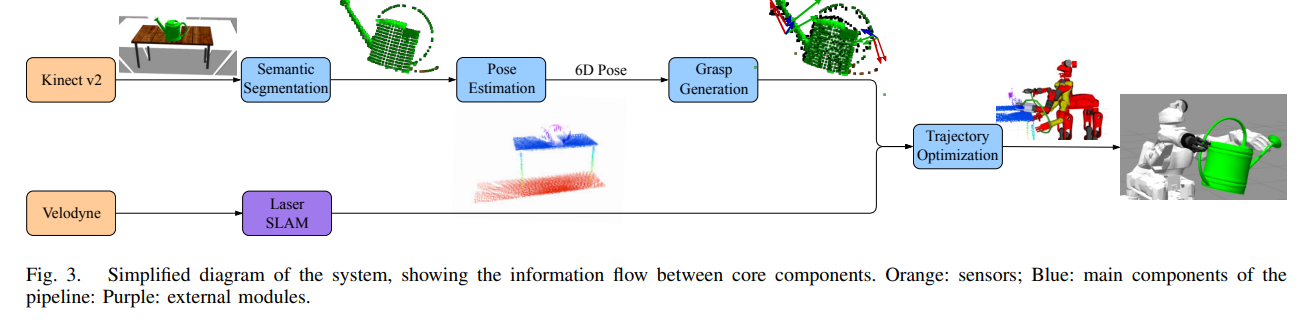 Kinect v2
Semantic
Segmentation
Pose
Estimation
6D Pose
Grasp
Generation
Trajectory
Optimization
Velodyne
Laser
SLAM
Fig. 3. Simplified diagram of the system, showing the information flow between core components. Orange: sensors; Blue: main components of the
pipeline: Purple: external modules.